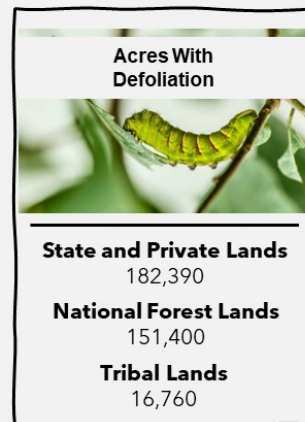 Acres With
Defoliation
State and Private Lands
182,390
National Forest Lands
151,400
Tribal Lands
16,760